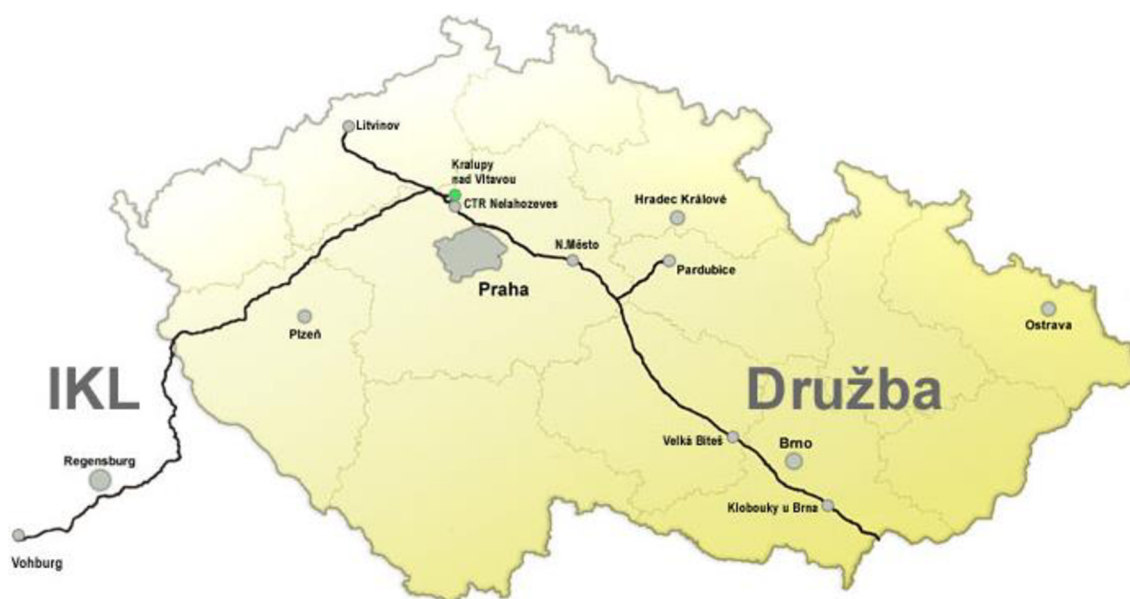 Litvínov
Kralupy
nad Vltavou
CTR Nelahozeves
Hradec Králové
N.Město
Pardubice
Praha
Plzeň
Ostrava
IKL
Družba
Velká Bíteš
Brno
Regensburg
Klobouky u Brna
Vohburg